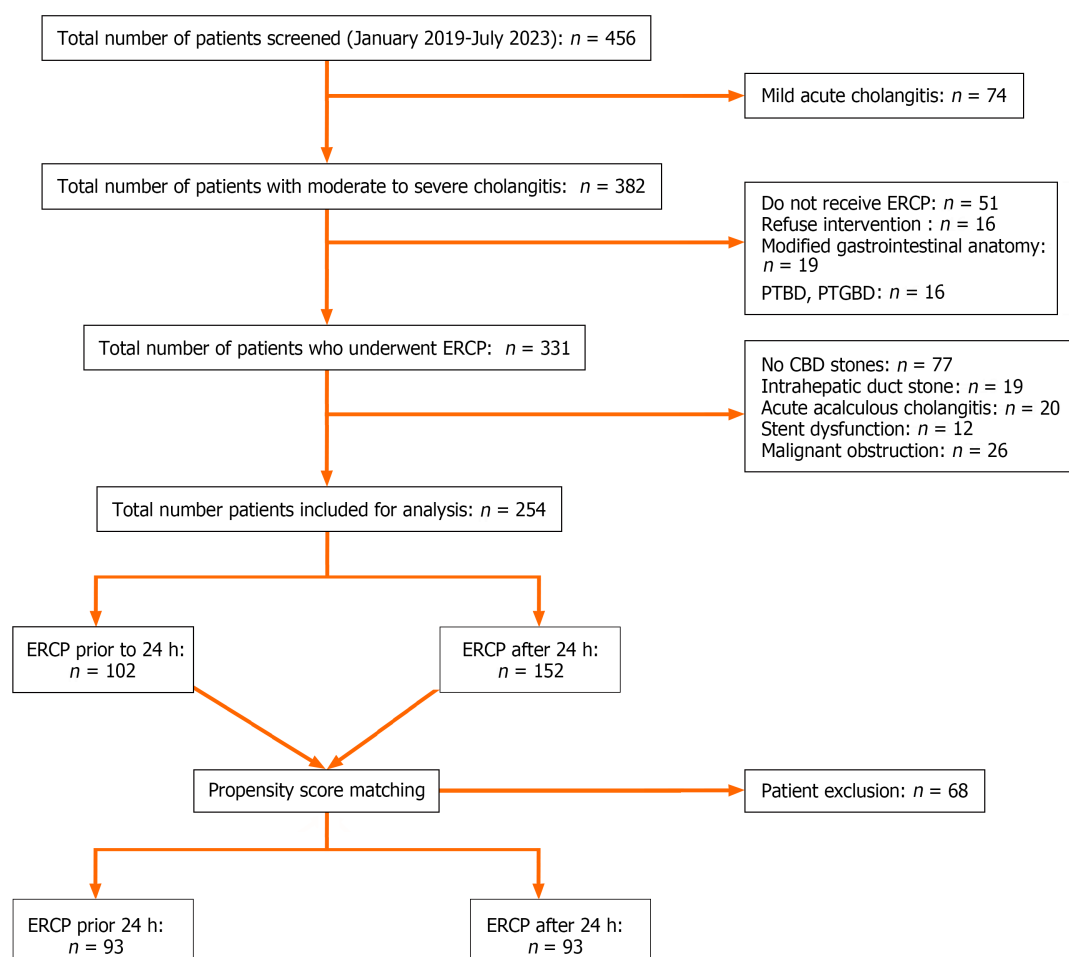 Total number of patients screened (January 2019-July 2023): n = 456
Mild acute cholangitis: n = 74
Total number of patients with moderate to severe cholangitis: n = 382
Do not receive ERCP: n = 51
Refuse intervention : n = 16
Modified gastrointestinal anatomy:
n = 19
PTBD, PTGBD: n = 16
Total number of patients who underwent ERCP: n = 331
No CBD stones: n = 77
Intrahepatic duct stone: n = 19
Acute acalculous cholangitis: n = 20
Stent dysfunction: n = 12
Malignant obstruction: n = 26
Total number patients included for analysis: n = 254
ERCP prior to 24 h:
n = 102
ERCP after 24 h:
n = 152
Propensity score matching
Patient exclusion: n = 68
ERCP prior 24 h:
n = 93
ERCP after 24 h:
n = 93